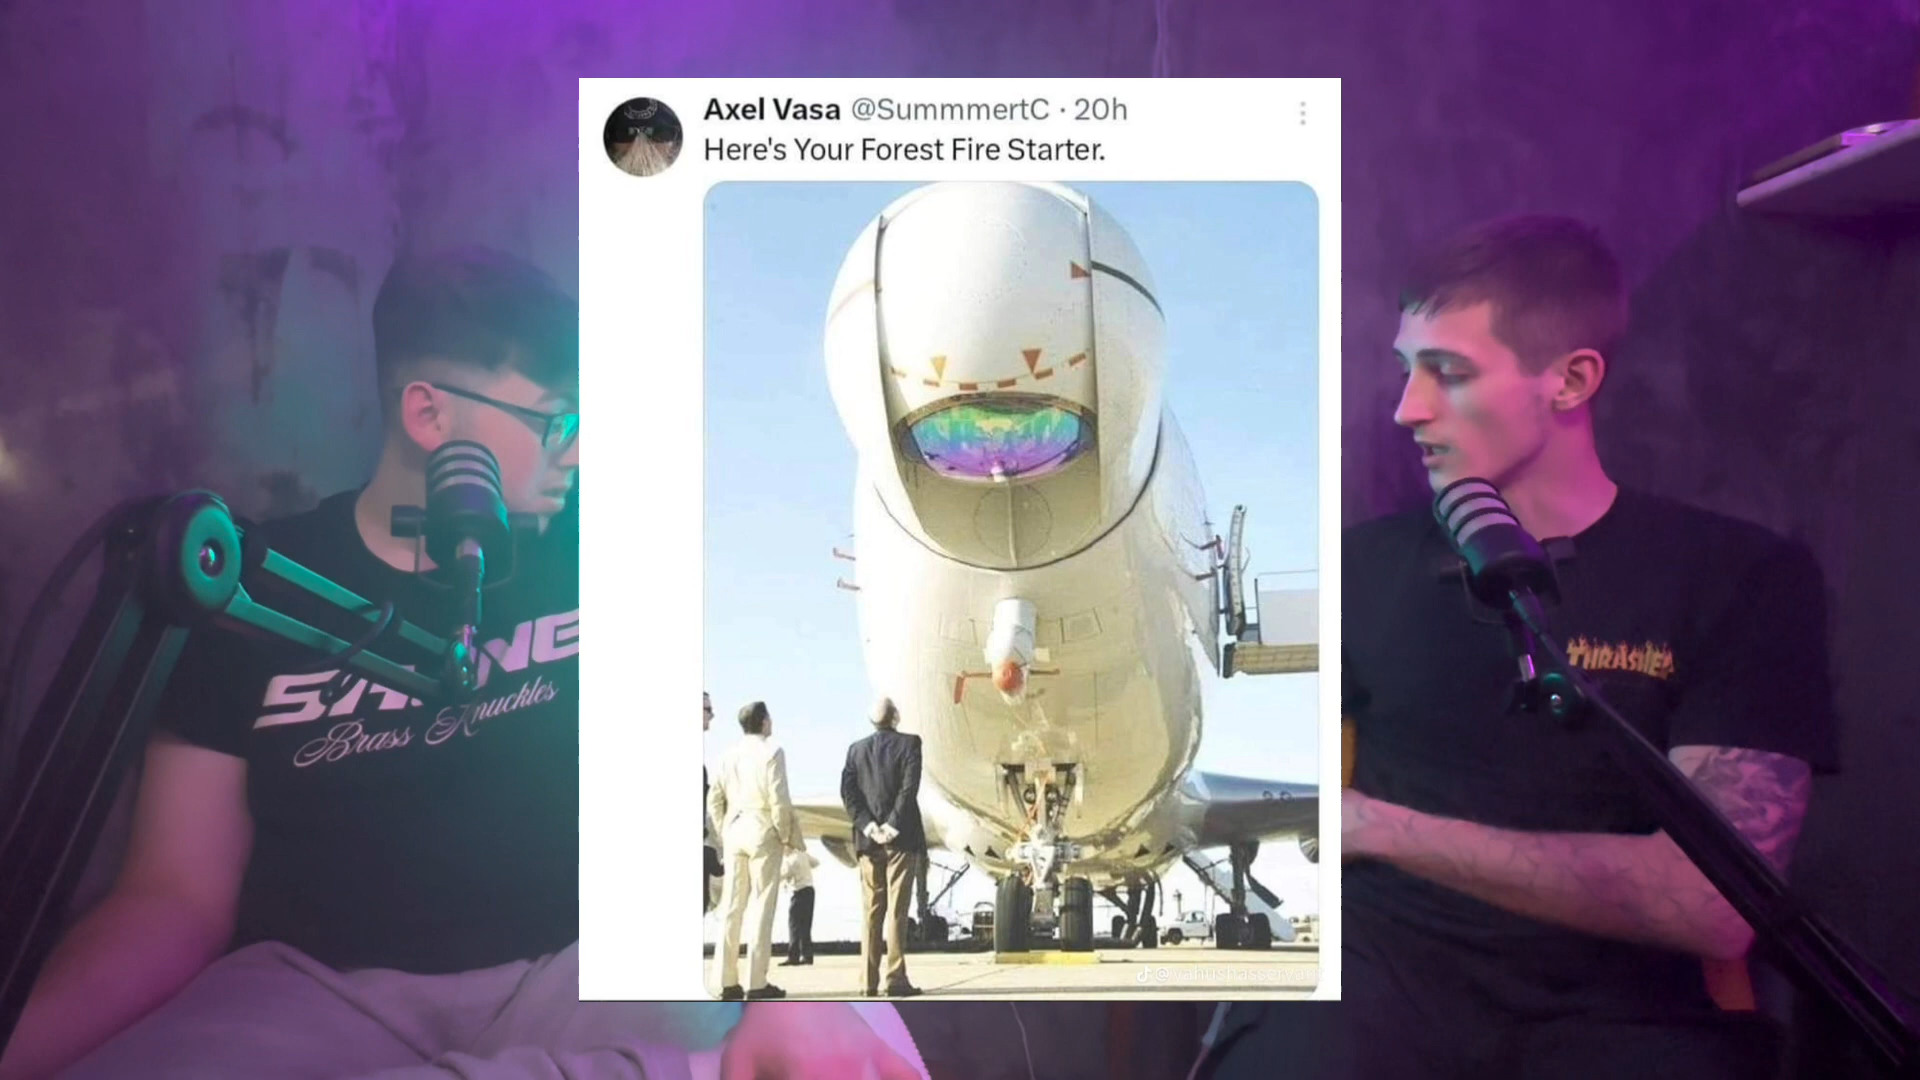 Axel Vasa @SummmertC · 20h
Here's Your Forest Fire Starter.
Brass Knuckles
THRASHER